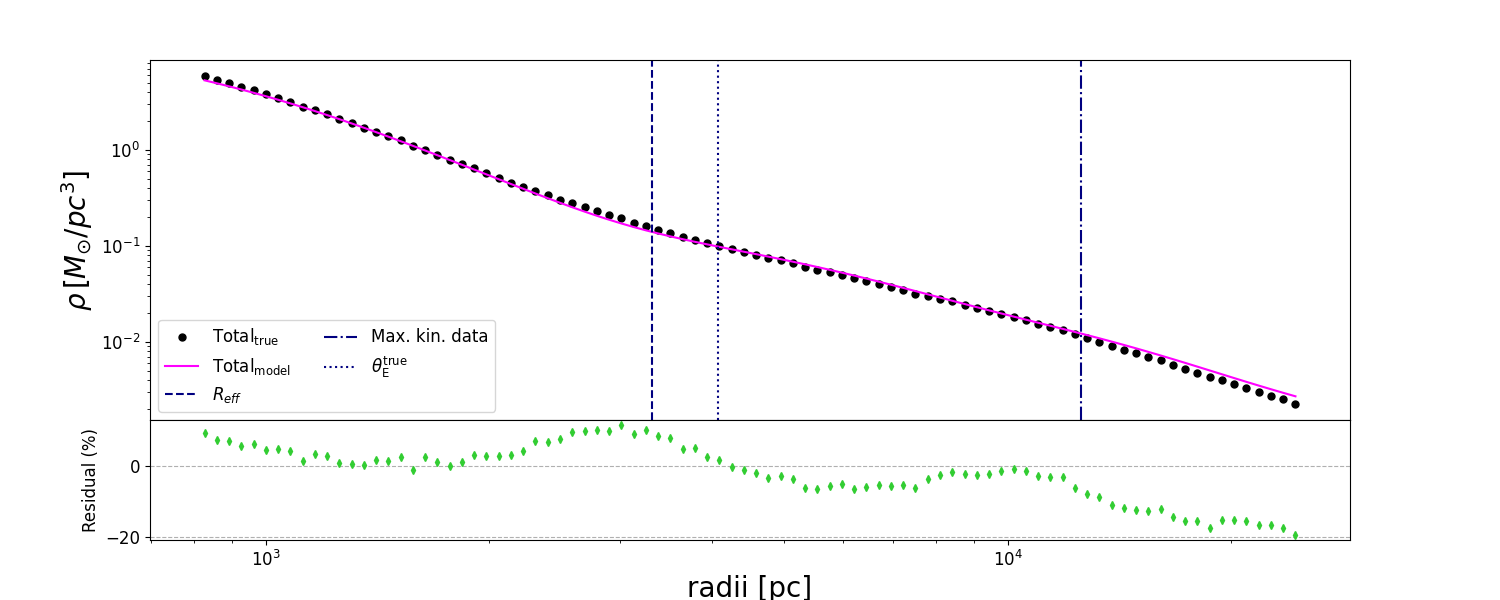 ρ [M⊙/pc³]
10⁰
10⁻¹
10⁻²
Total_true
Total_model
R_eff
Max. kin. data
θ_E^true
Residual (%)
0
−20
10³
10⁴
radii [pc]